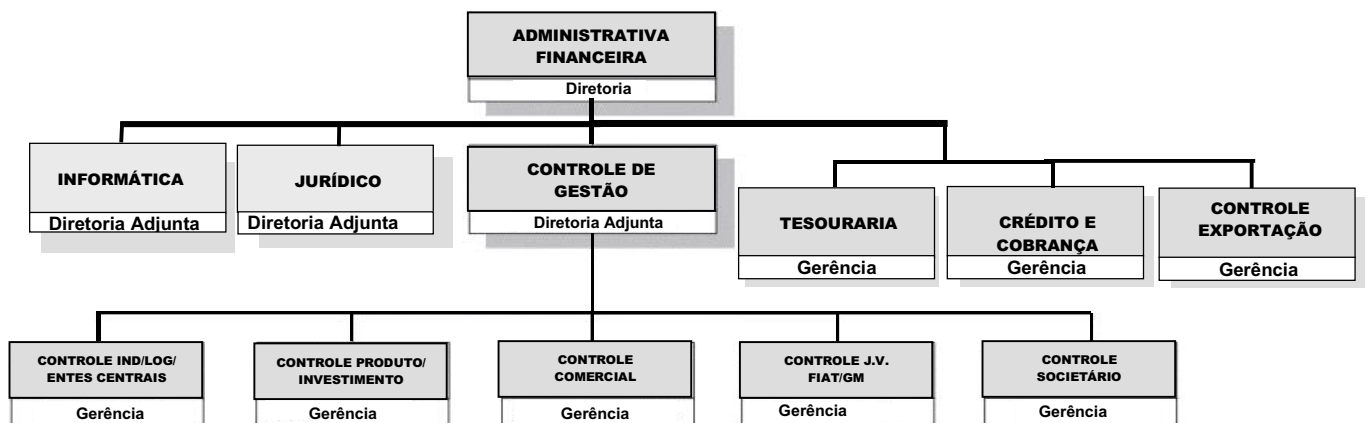 ADMINISTRATIVA
FINANCEIRA
Diretoria
INFORMÁTICA
Diretoria Adjunta
JURÍDICO
Diretoria Adjunta
CONTROLE DE
GESTÃO
Diretoria Adjunta
TESOURARIA
Gerência
CRÉDITO E
COBRANÇA
Gerência
CONTROLE
EXPORTAÇÃO
Gerência
CONTROLE IND/LOG/
ENTES CENTRAIS
Gerência
CONTROLE PRODUTO/
INVESTIMENTO
Gerência
CONTROLE
COMERCIAL
Gerência
CONTROLE J.V.
FIAT/GM
Gerência
CONTROLE
SOCIETÁRIO
Gerência